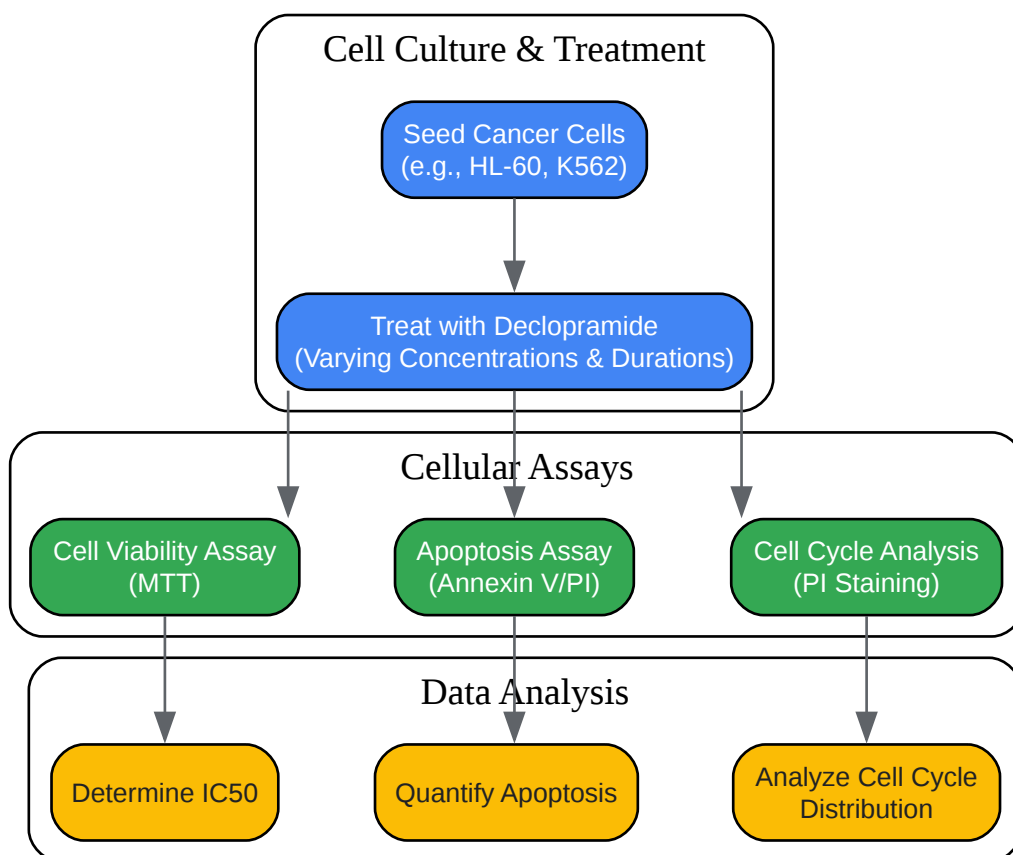 Cell Culture & Treatment
Seed Cancer Cells
(e.g., HL-60, K562)
Treat with Declopramide
(Varying Concentrations & Durations)
Cellular Assays
Cell Viability Assay
(MTT)
Apoptosis Assay
(Annexin V/PI)
Cell Cycle Analysis
(PI Staining)
Data Analysis
Determine IC50
Quantify Apoptosis
Analyze Cell Cycle
Distribution